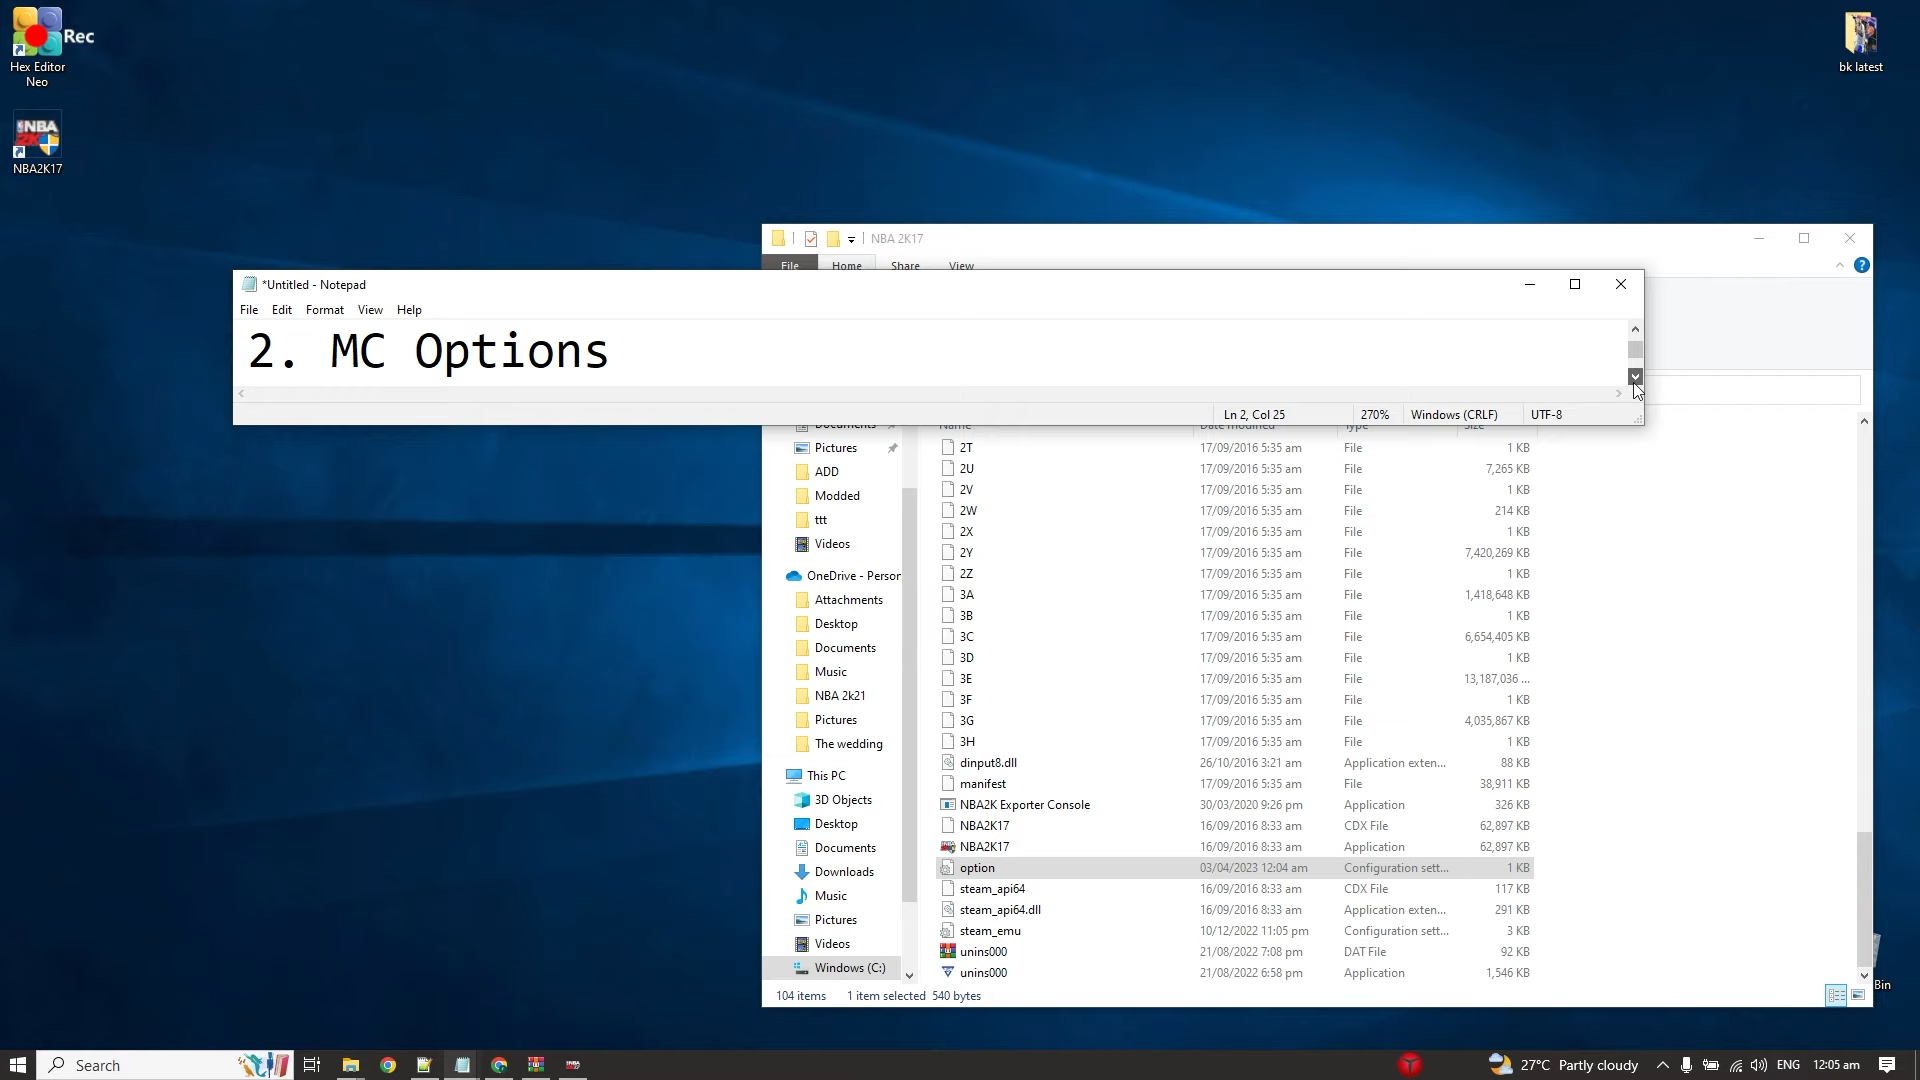 Rec
Hex Editor
Neo
NBA2K17
bk latest
NBA 2K17
File Home Share View
*Untitled - Notepad
File Edit Format View Help
2. MC Options
Ln 2, Col 25 270% Windows (CRLF) UTF-8
Documents
Pictures
ADD
Modded
ttt
Videos
OneDrive - Person
Attachments
Desktop
Documents
Music
NBA 2k21
Pictures
The wedding
This PC
3D Objects
Desktop
Documents
Downloads
Music
Pictures
Videos
Windows (C:)
Name Date modified Type Size
2T 17/09/2016 5:35 am File 1 KB
2U 17/09/2016 5:35 am File 7,265 KB
2V 17/09/2016 5:35 am File 1 KB
2W 17/09/2016 5:35 am File 214 KB
2X 17/09/2016 5:35 am File 1 KB
2Y 17/09/2016 5:35 am File 7,420,269 KB
2Z 17/09/2016 5:35 am File 1 KB
3A 17/09/2016 5:35 am File 1,418,648 KB
3B 17/09/2016 5:35 am File 1 KB
3C 17/09/2016 5:35 am File 6,654,405 KB
3D 17/09/2016 5:35 am File 1 KB
3E 17/09/2016 5:35 am File 13,187,036 ...
3F 17/09/2016 5:35 am File 1 KB
3G 17/09/2016 5:35 am File 4,035,867 KB
3H 17/09/2016 5:35 am File 1 KB
dinput8.dll 26/10/2016 3:21 am Application exten... 88 KB
manifest 17/09/2016 5:35 am File 38,911 KB
NBA2K Exporter Console 30/03/2020 9:26 pm Application 326 KB
NBA2K17 16/09/2016 8:33 am CDX File 62,897 KB
NBA2K17 16/09/2016 8:33 am Application 62,897 KB
option 03/04/2023 12:04 am Configuration sett... 1 KB
steam_api64 16/09/2016 8:33 am CDX File 117 KB
steam_api64.dll 16/09/2016 8:33 am Application exten... 291 KB
steam_emu 10/12/2022 11:05 pm Configuration sett... 3 KB
unins000 21/08/2022 7:08 pm DAT File 92 KB
unins000 21/08/2022 6:58 pm Application 1,546 KB
104 items 1 item selected 540 bytes
Bin
Search
27°C Partly cloudy ENG 12:05 am